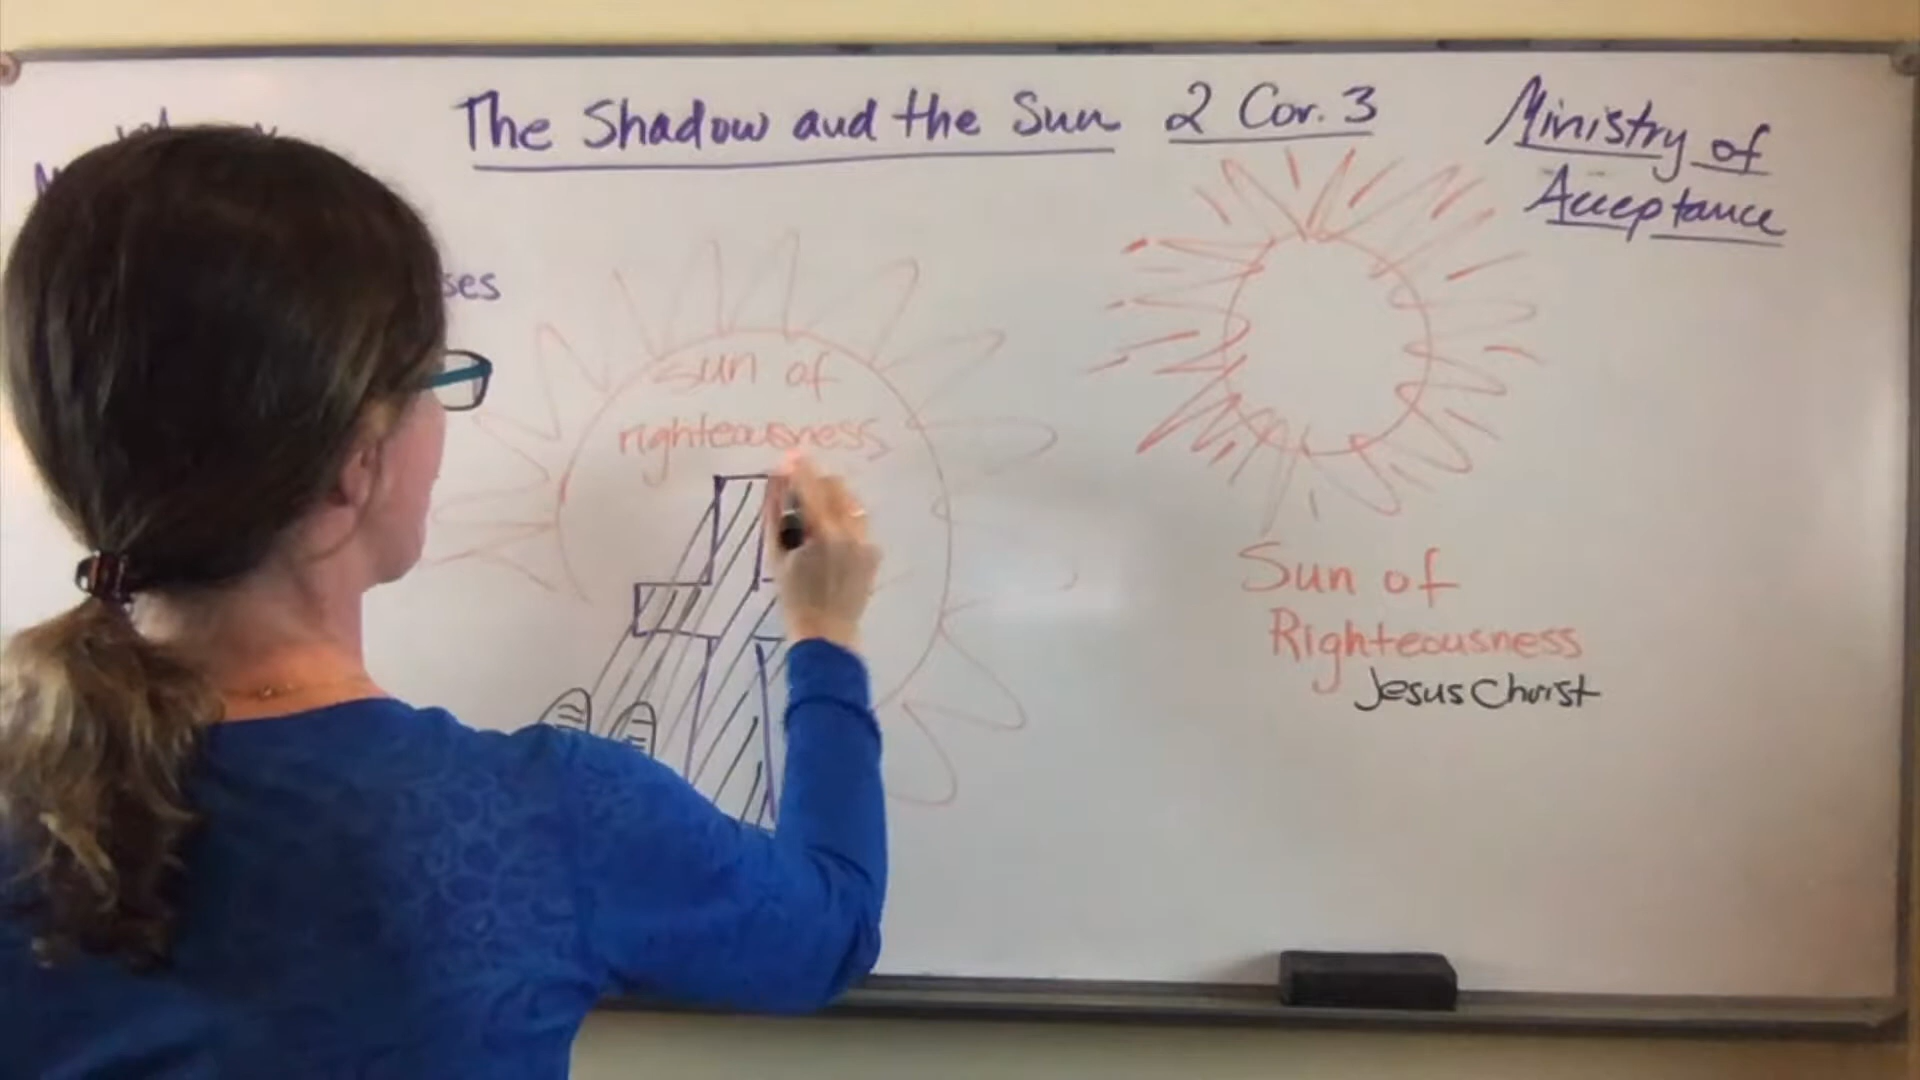 The Shadow and the Sun 2 Cor. 3
Ministry of
Acceptance
ses
sun of
righteousness
Sun of
Righteousness
Jesus Christ